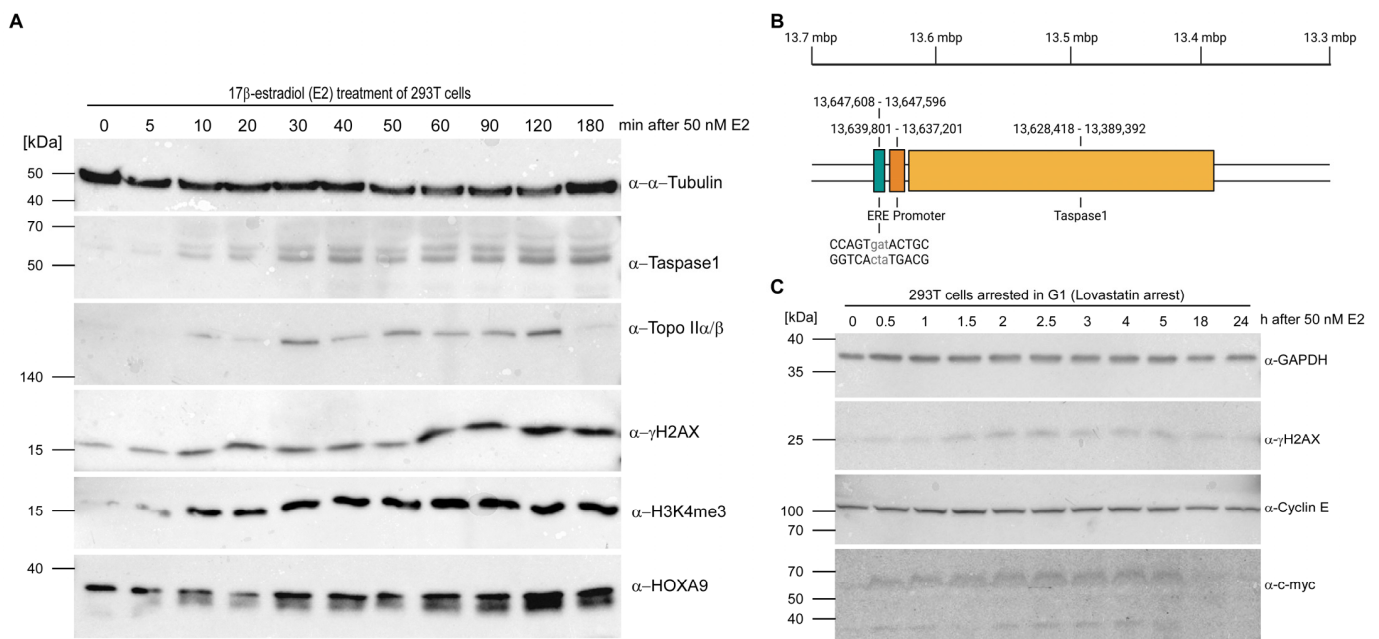 A
17β-estradiol (E2) treatment of 293T cells
0 5 10 20 30 40 50 60 90 120 180 min after 50 nM E2
[kDa]
50
40
α–α–Tubulin
70
50
α–Taspase1
α–Topo IIα/β
140
α–γH2AX
15
15
α–H3K4me3
40
α–HOXA9
B
13.7 mbp 13.6 mbp 13.5 mbp 13.4 mbp 13.3 mbp
13,647,608 - 13,647,596
13,639,801 - 13,637,201 13,628,418 - 13,389,392
ERE Promoter Taspase1
CCAGTgatACTGC
GGTCActaTGACG
C
293T cells arrested in G1 (Lovastatin arrest)
[kDa]
0 0.5 1 1.5 2 2.5 3 4 5 18 24 h after 50 nM E2
40
35
α-GAPDH
25
α-γH2AX
100
70
α-Cyclin E
70
50
40
α-c-myc